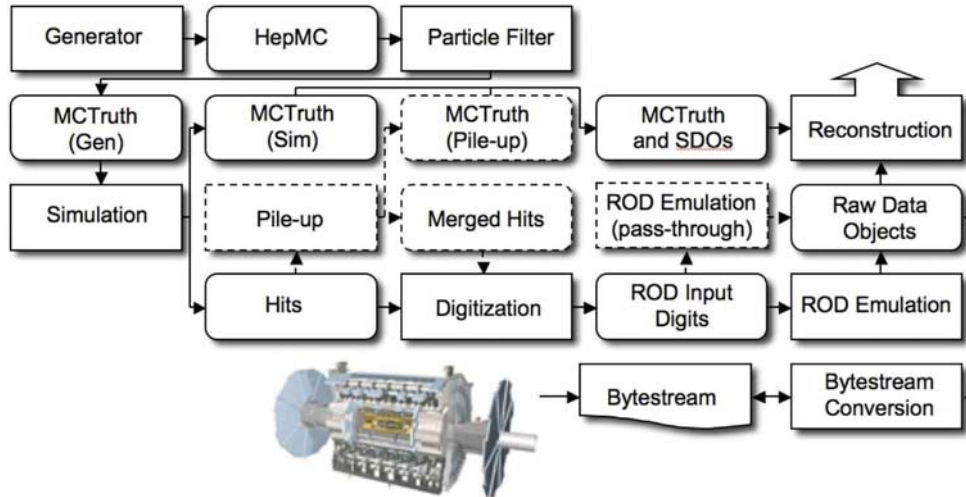 Generator
HepMC
Particle Filter
MCTruth
(Gen)
MCTruth
(Sim)
MCTruth
(Pile-up)
MCTruth
and SDOs
Reconstruction
Simulation
Pile-up
Merged Hits
ROD Emulation
(pass-through)
Raw Data
Objects
Hits
Digitization
ROD Input
Digits
ROD Emulation
Bytestream
Bytestream
Conversion